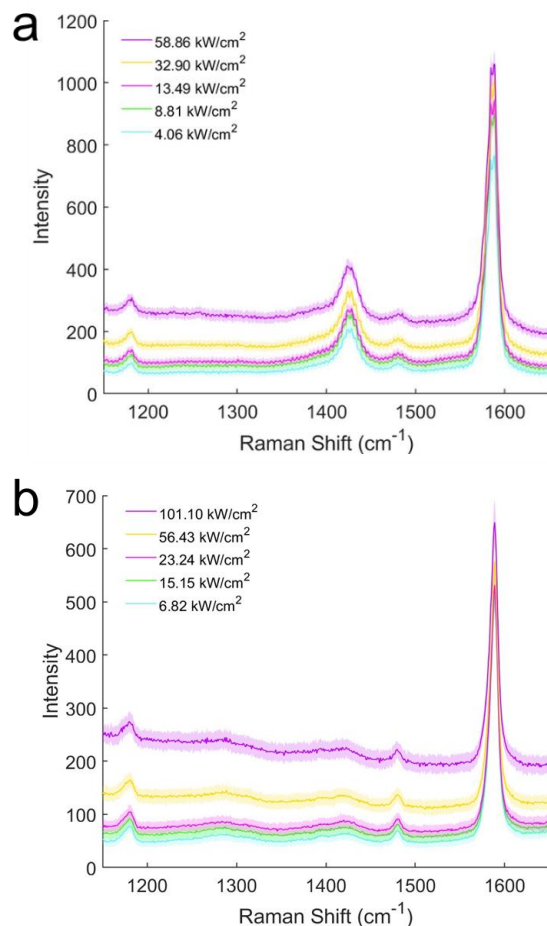 a
1200
1000
800
600
400
200
0
Intensity
58.86 kW/cm²
32.90 kW/cm²
13.49 kW/cm²
8.81 kW/cm²
4.06 kW/cm²
1200 1300 1400 1500 1600
Raman Shift (cm⁻¹)
b
700
600
500
400
300
200
100
0
Intensity
101.10 kW/cm²
56.43 kW/cm²
23.24 kW/cm²
15.15 kW/cm²
6.82 kW/cm²
1200 1300 1400 1500 1600
Raman Shift (cm⁻¹)